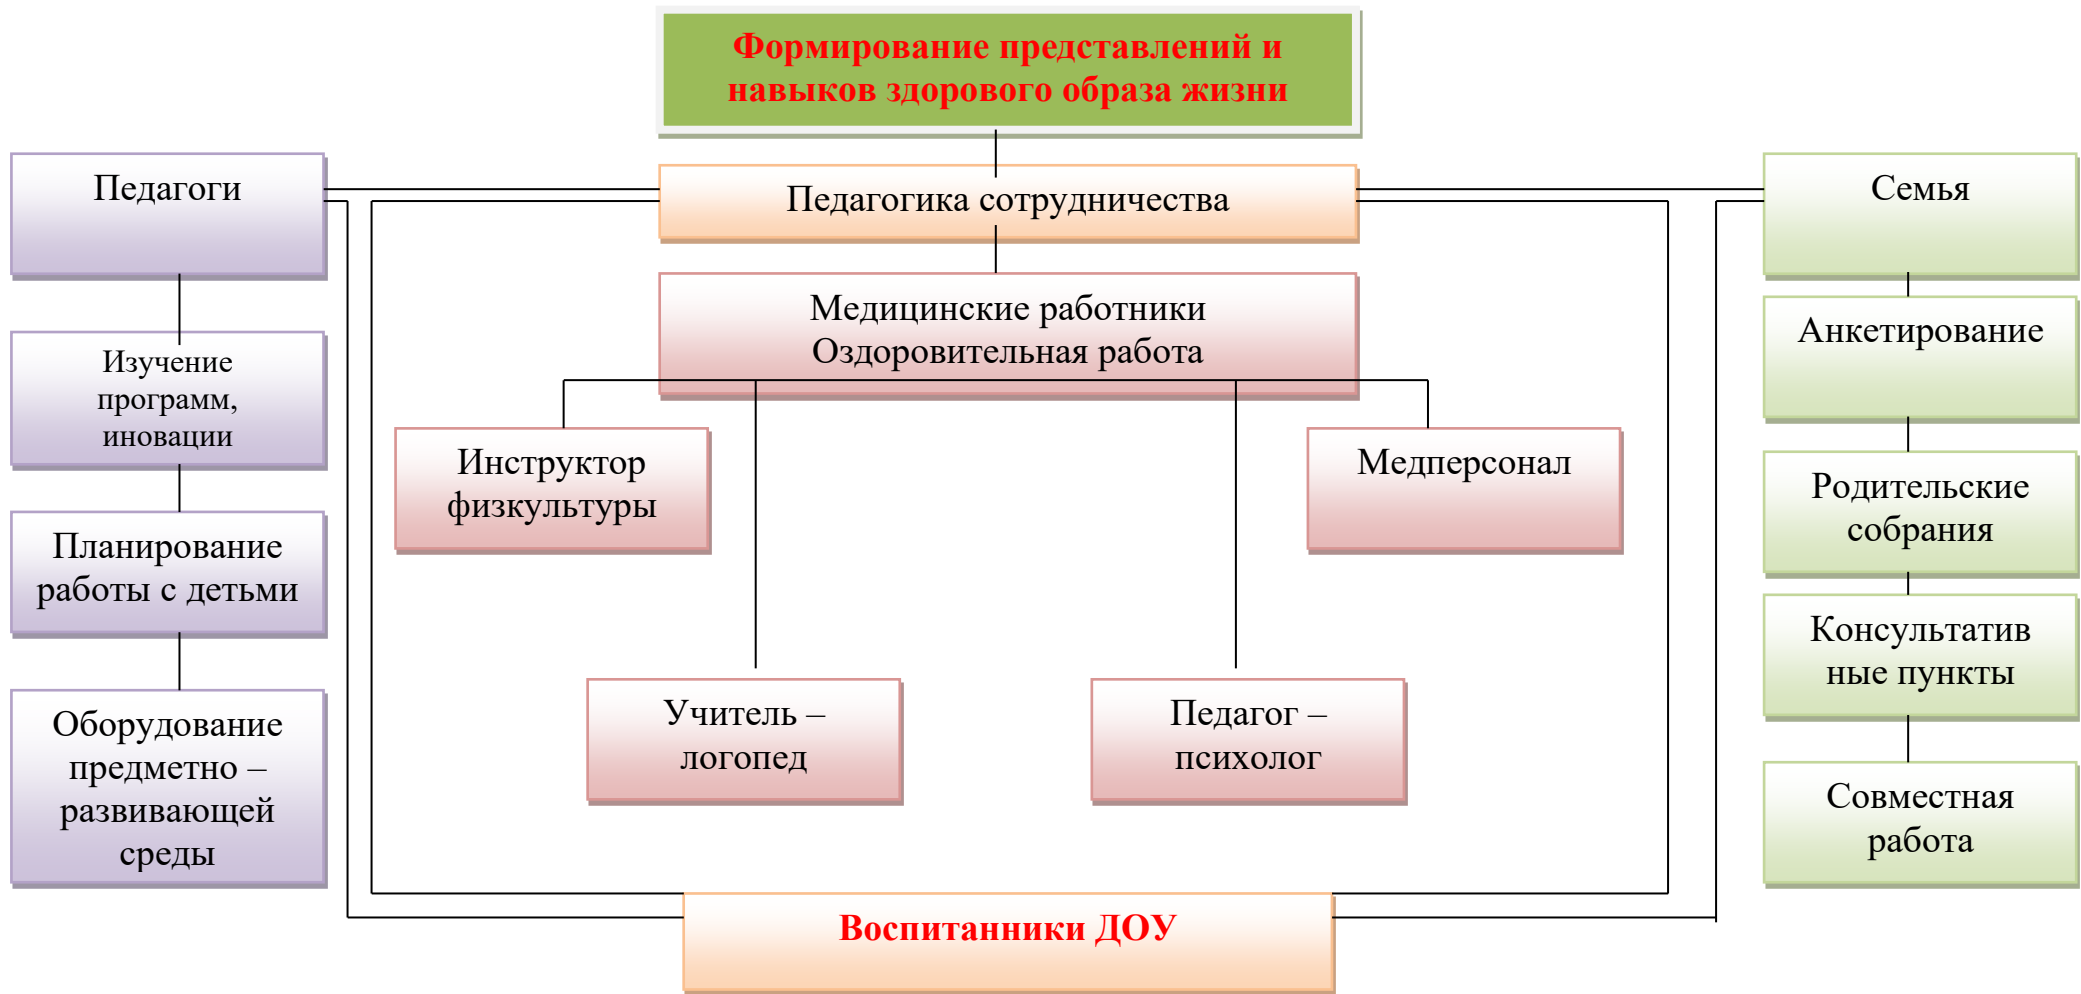 Формирование представлений и
навыков здорового образа жизни
Педагоги
Педагогика сотрудничества
Семья
Медицинские работники
Оздоровительная работа
Изучение
программ,
иновации
Анкетирование
Инструктор
физкультуры
Медперсонал
Родительские
собрания
Планирование
работы с детьми
Консультатив
ные пункты
Учитель –
логопед
Педагог –
психолог
Оборудование
предметно –
развивающей
среды
Совместная
работа
Воспитанники ДОУ